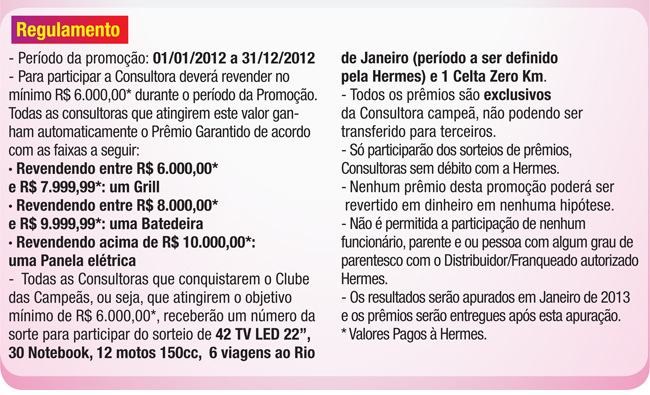 Regulamento
- Período da promoção: 01/01/2012 a 31/12/2012
- Para participar a Consultora deverá revender no
mínimo R$ 6.000,00* durante o período da Promoção.
Todas as consultoras que atingirem este valor gan-
ham automaticamente o Prêmio Garantido de acordo
com as faixas a seguir:
· Revendendo entre R$ 6.000,00*
e R$ 7.999,99*: um Grill
· Revendendo entre R$ 8.000,00*
e R$ 9.999,99*: uma Batedeira
· Revendendo acima de R$ 10.000,00*:
uma Panela elétrica
- Todas as Consultoras que conquistarem o Clube
das Campeãs, ou seja, que atingirem o objetivo
mínimo de R$ 6.000,00*, receberão um número da
sorte para participar do sorteio de 42 TV LED 22”,
30 Notebook, 12 motos 150cc, 6 viagens ao Rio
de Janeiro (período a ser definido
pela Hermes) e 1 Celta Zero Km.
- Todos os prêmios são exclusivos
da Consultora campeã, não podendo ser
transferido para terceiros.
- Só participarão dos sorteios de prêmios,
Consultoras sem débito com a Hermes.
- Nenhum prêmio desta promoção poderá ser
revertido em dinheiro em nenhuma hipótese.
- Não é permitida a participação de nenhum
funcionário, parente e ou pessoa com algum grau de
parentesco com o Distribuidor/Franqueado autorizado
Hermes.
- Os resultados serão apurados em Janeiro de 2013
e os prêmios serão entregues após esta apuração.
* Valores Pagos à Hermes.